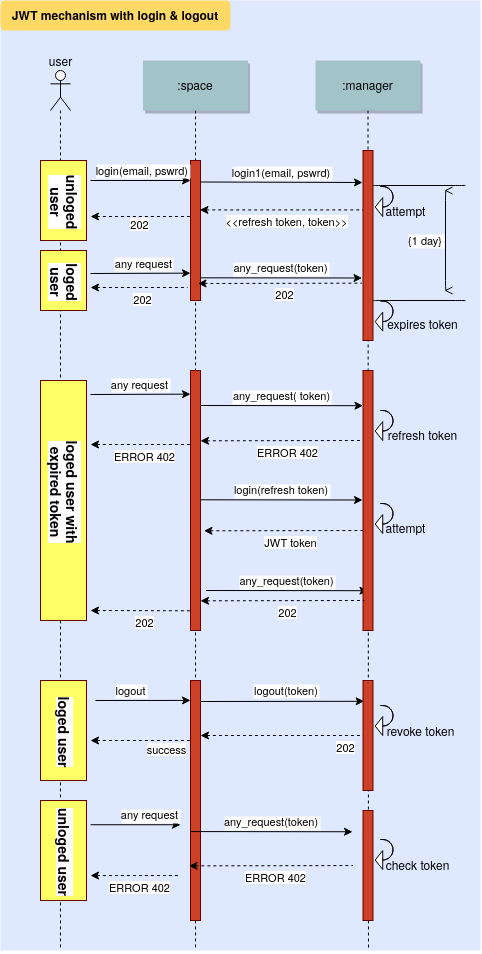 JWT mechanism with login & logout
user
:space
:manager
unloged
user
login(email, pswrd)
login1(email, pswrd)
attempt
<<refresh token, token>>
202
{1 day}
loged
user
any request
any_request(token)
202
202
expires token
loged user with
expired token
any request
any_request( token)
refresh token
ERROR 402
ERROR 402
login(refresh token)
attempt
JWT token
any_request(token)
202
202
loged user
logout
logout(token)
revoke token
success
202
unloged user
any request
any_request(token)
check token
ERROR 402
ERROR 402